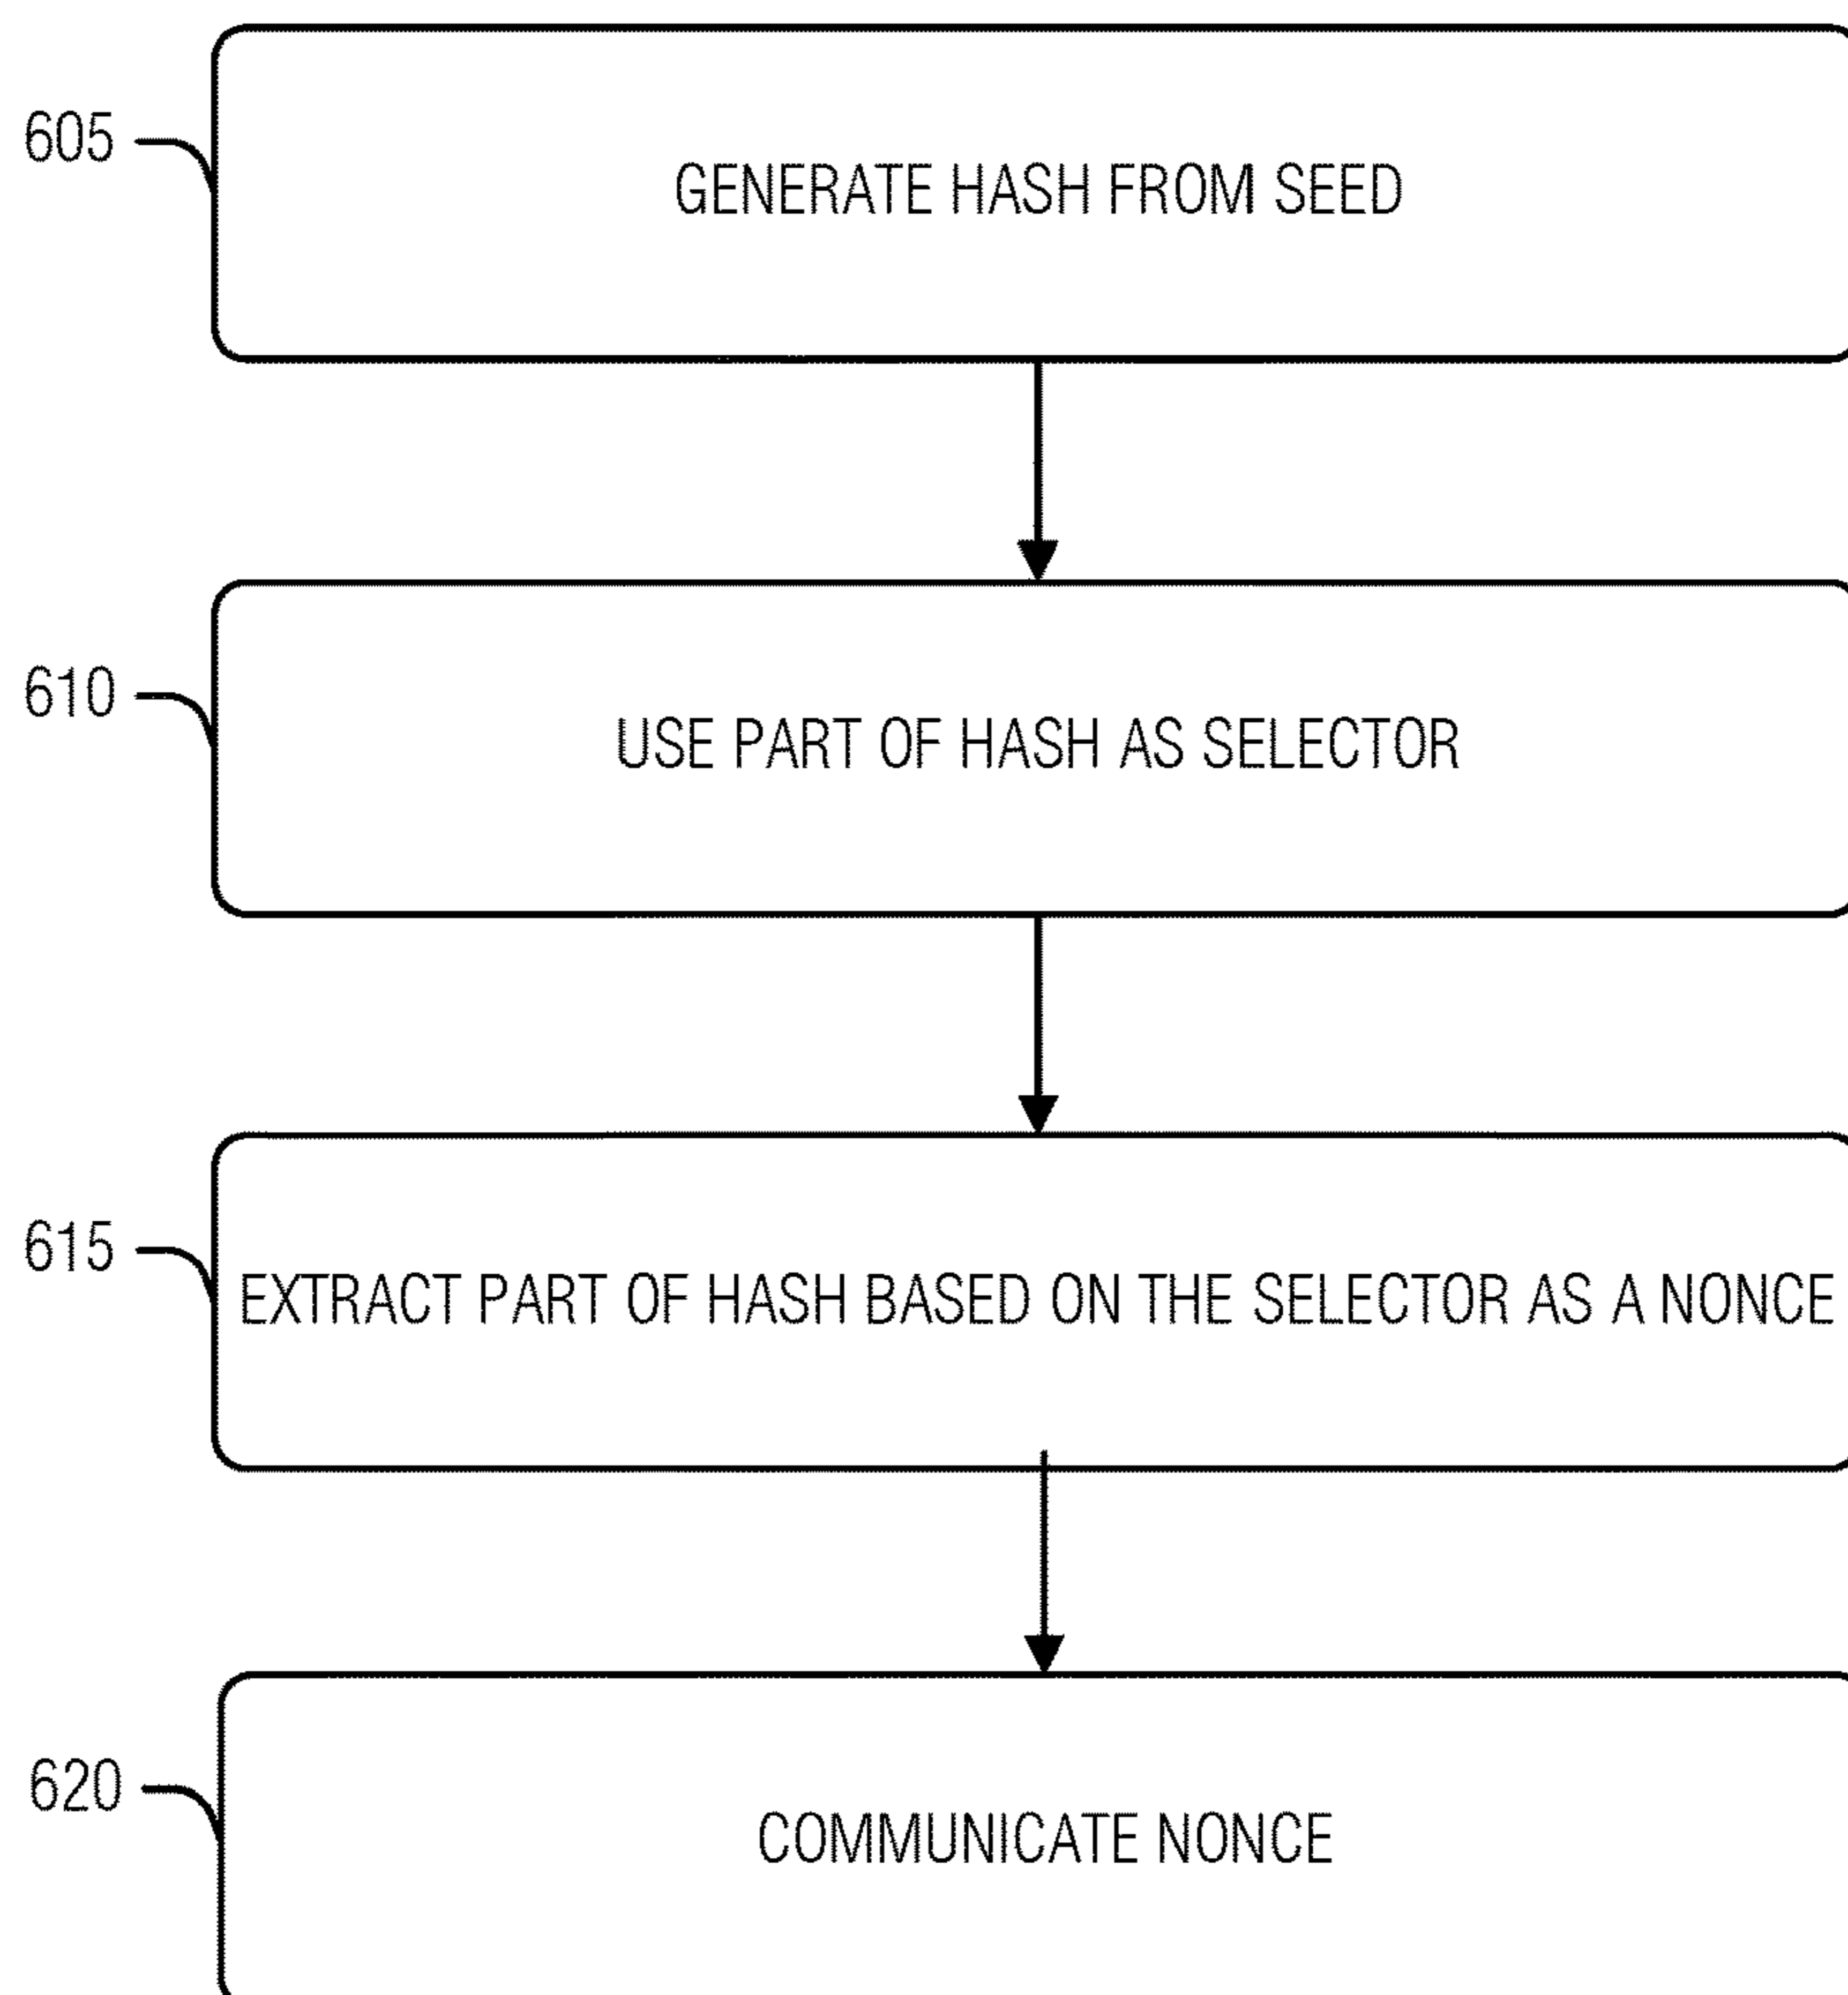 605
GENERATE HASH FROM SEED
610
USE PART OF HASH AS SELECTOR
615
EXTRACT PART OF HASH BASED ON THE SELECTOR AS A NONCE
620
COMMUNICATE NONCE